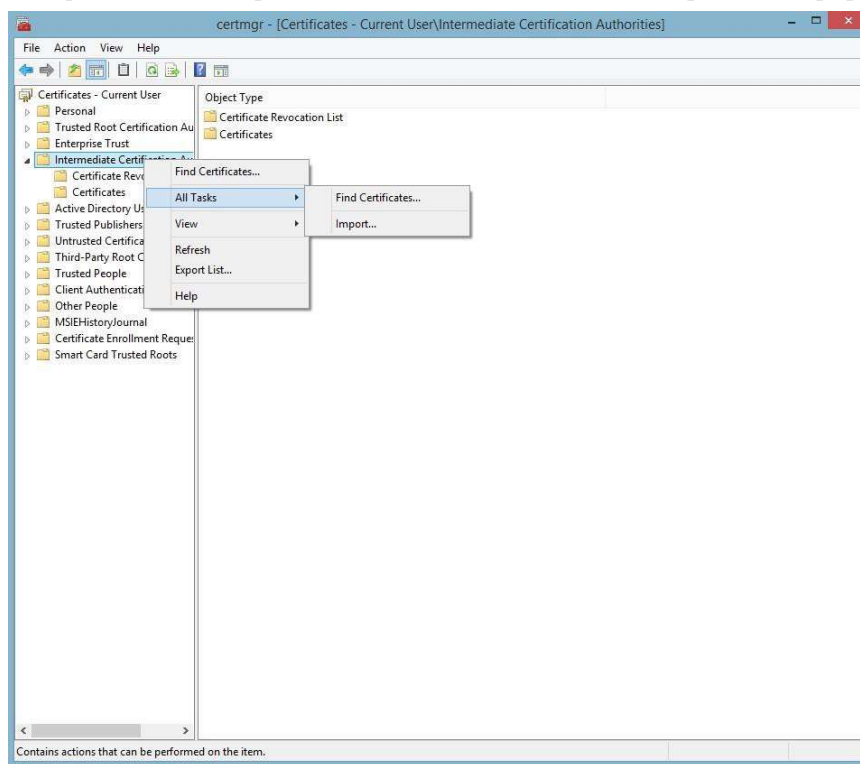 certmgr - [Certificates - Current User\Intermediate Certification Authorities]
File Action View Help
Certificates - Current User
Personal
Trusted Root Certification Au
Enterprise Trust
Intermediate Certification Au
Certificate Rev
Certificates
Active Directory Us
Trusted Publishers
Untrusted Certifica
Third-Party Root C
Trusted People
Client Authenticati
Other People
MSIEHistoryJournal
Certificate Enrollment Reques
Smart Card Trusted Roots
Object Type
Certificate Revocation List
Certificates
Find Certificates...
All Tasks
View
Refresh
Export List...
Help
Find Certificates...
Import...
Contains actions that can be performed on the item.